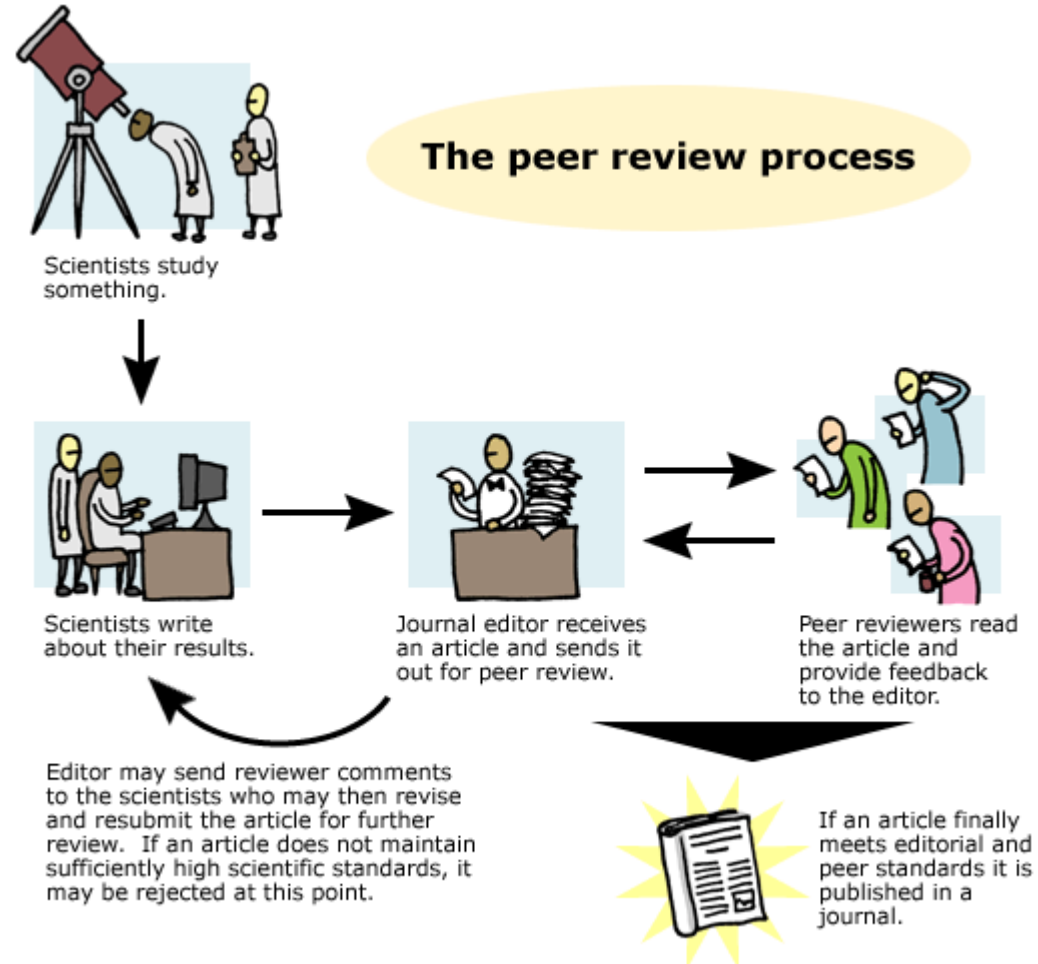 The peer review process
Scientists study
something.
Scientists write
about their results.
Journal editor receives
an article and sends it
out for peer review.
Peer reviewers read
the article and
provide feedback
to the editor.
Editor may send reviewer comments
to the scientists who may then revise
and resubmit the article for further
review.  If an article does not maintain
sufficiently high scientific standards, it
may be rejected at this point.
If an article finally
meets editorial and
peer standards it is
published in a
journal.